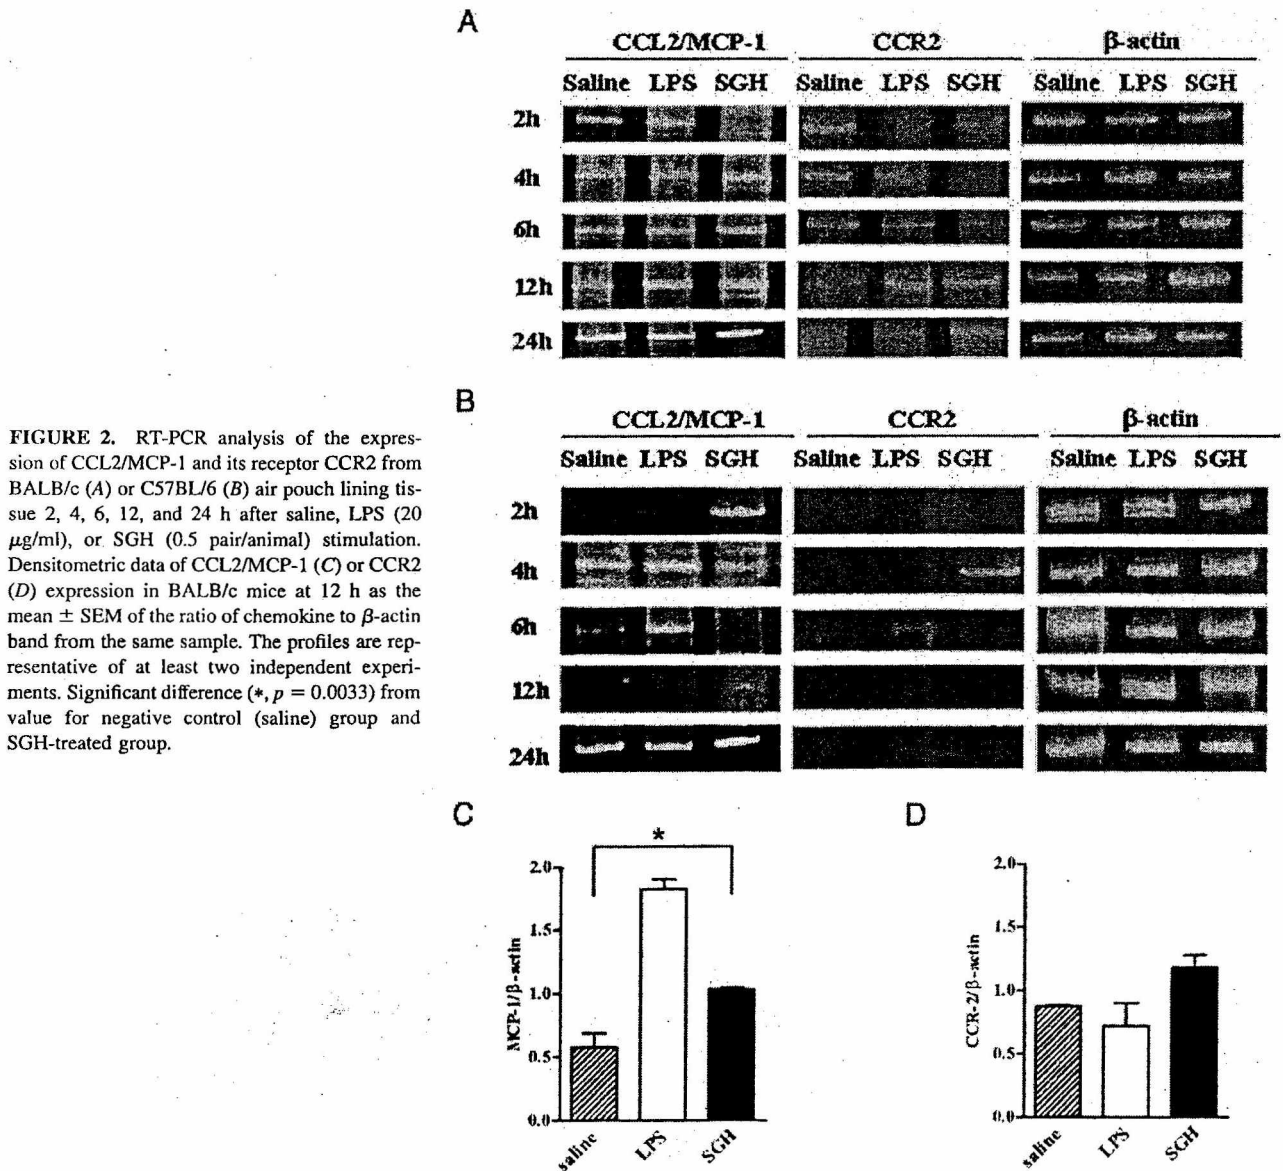 A
CCL2/MCP-1 CCR2 β-actin
Saline LPS SGH Saline LPS SGH Saline LPS SGH
2h
4h
6h
12h
24h
B
CCL2/MCP-1 CCR2 β-actin
Saline LPS SGH Saline LPS SGH Saline LPS SGH
2h
4h
6h
12h
24h
FIGURE 2. RT-PCR analysis of the expres-
sion of CCL2/MCP-1 and its receptor CCR2 from
BALB/c (A) or C57BL/6 (B) air pouch lining tis-
sue 2, 4, 6, 12, and 24 h after saline, LPS (20
μg/ml), or SGH (0.5 pair/animal) stimulation.
Densitometric data of CCL2/MCP-1 (C) or CCR2
(D) expression in BALB/c mice at 12 h as the
mean ± SEM of the ratio of chemokine to β-actin
band from the same sample. The profiles are rep-
resentative of at least two independent experi-
ments. Significant difference (*, p = 0.0033) from
value for negative control (saline) group and
SGH-treated group.
C
*
MCP-1/β-actin
2.0
1.5
1.0
0.5
0.0
saline LPS SGH
D
CCR-2/β-actin
2.0
1.5
1.0
0.5
0.0
saline LPS SGH